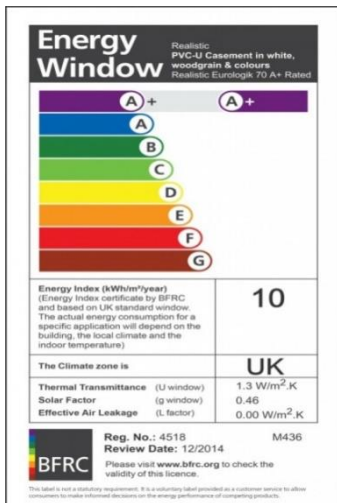 Energy
Window
Realistic
PVC-U Casement in white,
woodgrain & colours
Realistic Eurologik 70 A+ Rated
A+
A+
A
B
C
D
E
F
G
Energy Index (kWh/m²/year)
(Energy Index certificate by BFRC
and based on UK standard window.
The actual energy consumption for a
specific application will depend on the
building, the local climate and the
indoor temperature)
10
The Climate zone is
UK
Thermal Transmittance (U window) 1.3 W/m².K
Solar Factor (g window) 0.46
Effective Air Leakage (L factor) 0.00 W/m².K
BFRC
Reg. No.: 4518 M436
Review Date: 12/2014
Please visit www.bfrc.org to check the
validity of this licence.
This label is not a statutory requirement. It is a voluntary label provided as a customer service to allow
consumers to make informed decisions on the energy performance of competing products.